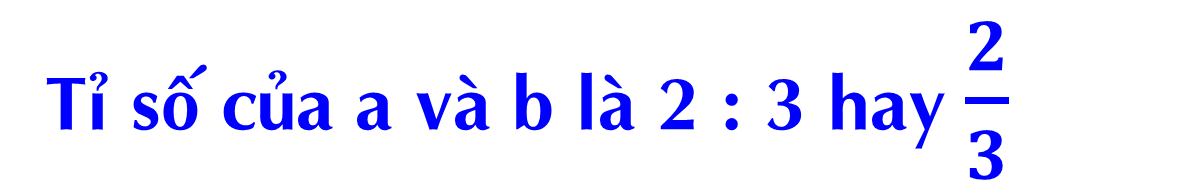 Tỉ số của a và b là 2 : 3 hay 2/3